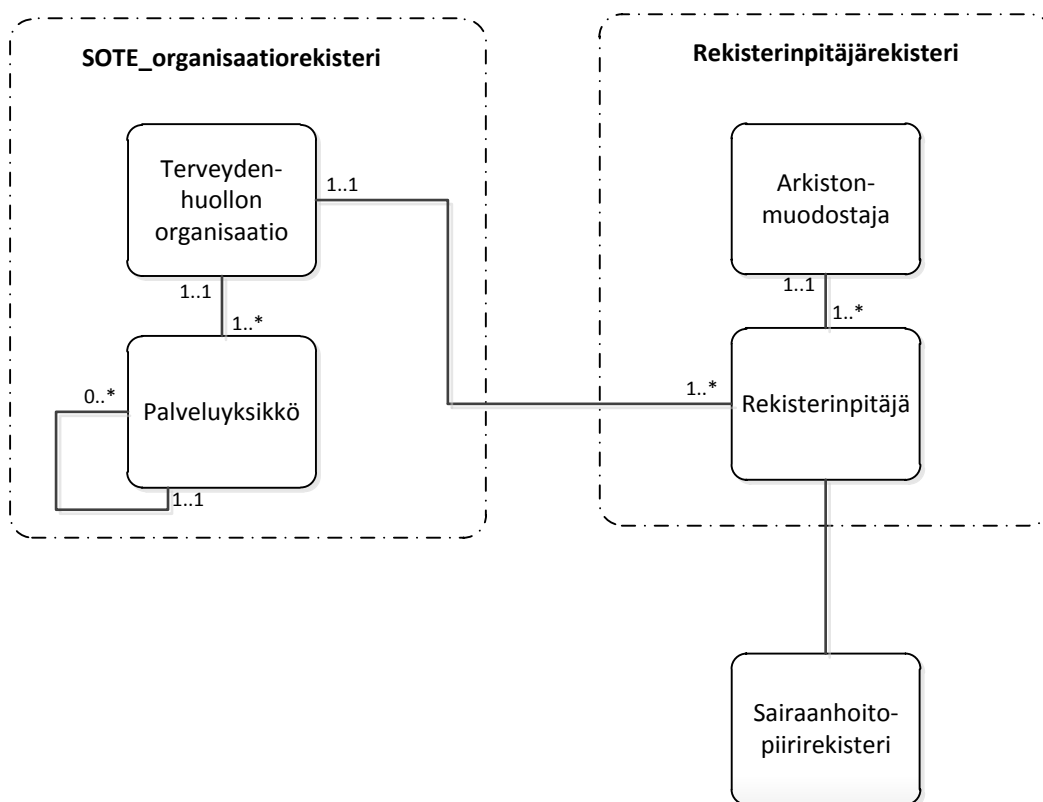 SOTE_organisaatiorekisteri
Terveyden-
huollon
organisaatio
1..1
1..1
1..*
Palveluyksikkö
0..*
1..1
Rekisterinpitäjärekisteri
Arkiston-
muodostaja
1..1
1..*
1..*
Rekisterinpitäjä
Sairaanhoito-
piirirekisteri